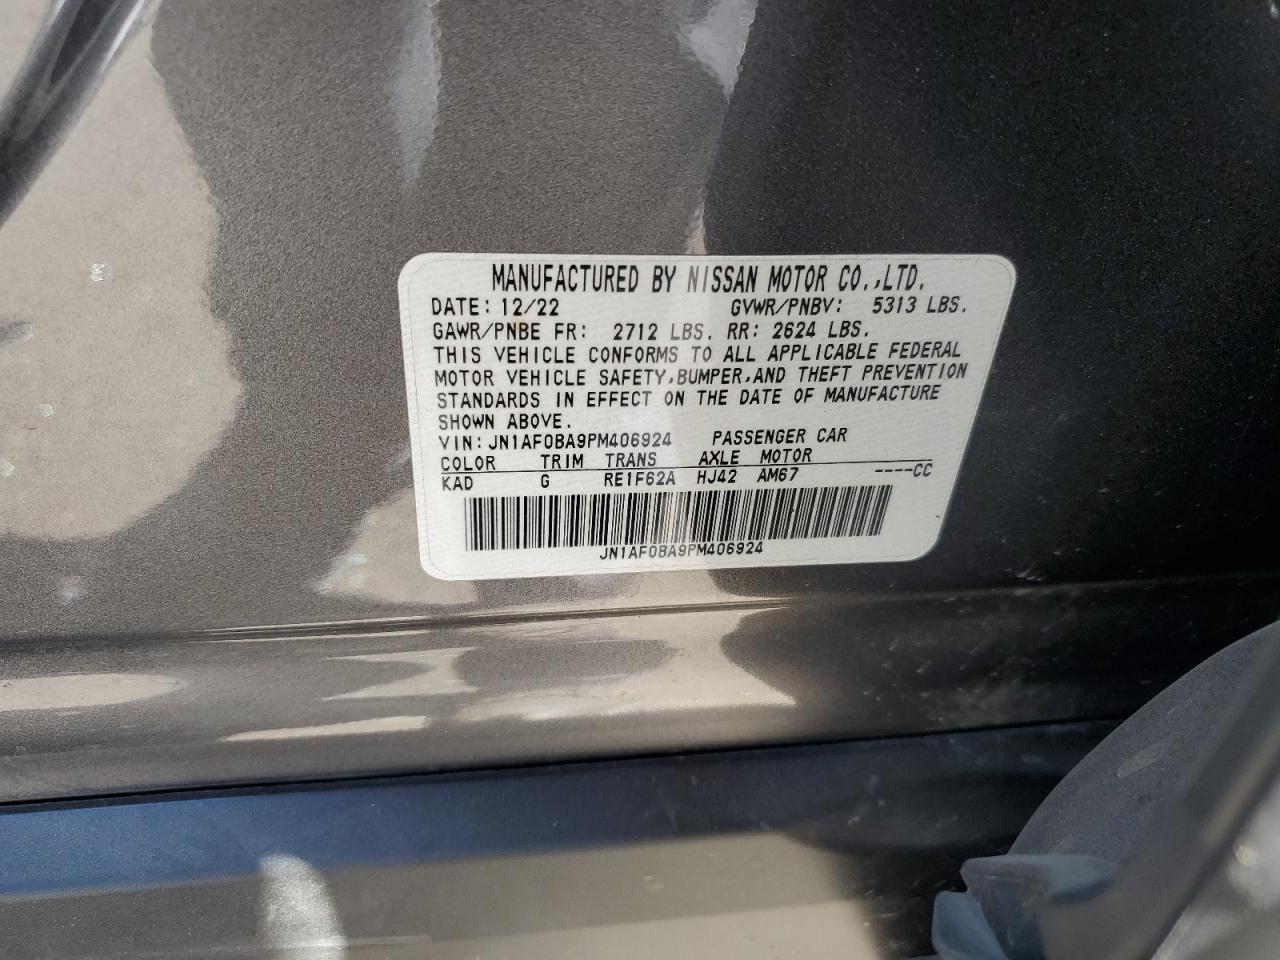 MANUFACTURED BY NISSAN MOTOR CO.,LTD.
DATE: 12/22 GVWR/PNBV: 5313 LBS.
GAWR/PNBE FR: 2712 LBS. RR: 2624 LBS.
THIS VEHICLE CONFORMS TO ALL APPLICABLE FEDERAL
MOTOR VEHICLE SAFETY,BUMPER,AND THEFT PREVENTION
STANDARDS IN EFFECT ON THE DATE OF MANUFACTURE
SHOWN ABOVE.
VIN: JN1AF0BA9PM406924 PASSENGER CAR
COLOR TRIM TRANS AXLE MOTOR
KAD G RE1F62A HJ42 AM67 ----CC
JN1AF0BA9PM406924